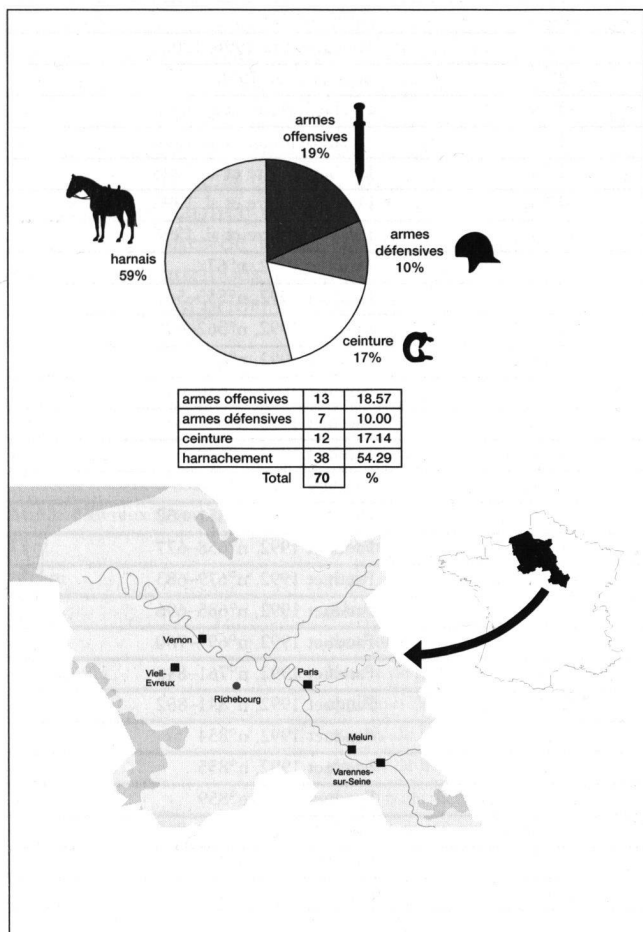 armes
offensives
19%
harnais
59%
armes
défensives
10%
ceinture
17%
armes offensives 13 18.57
armes défensives 7 10.00
ceinture 12 17.14
harnachement 38 54.29
Total 70 %
Vernon
Vieil-
Evreux
Richebourg
Paris
Melun
Varennes-
sur-Seine